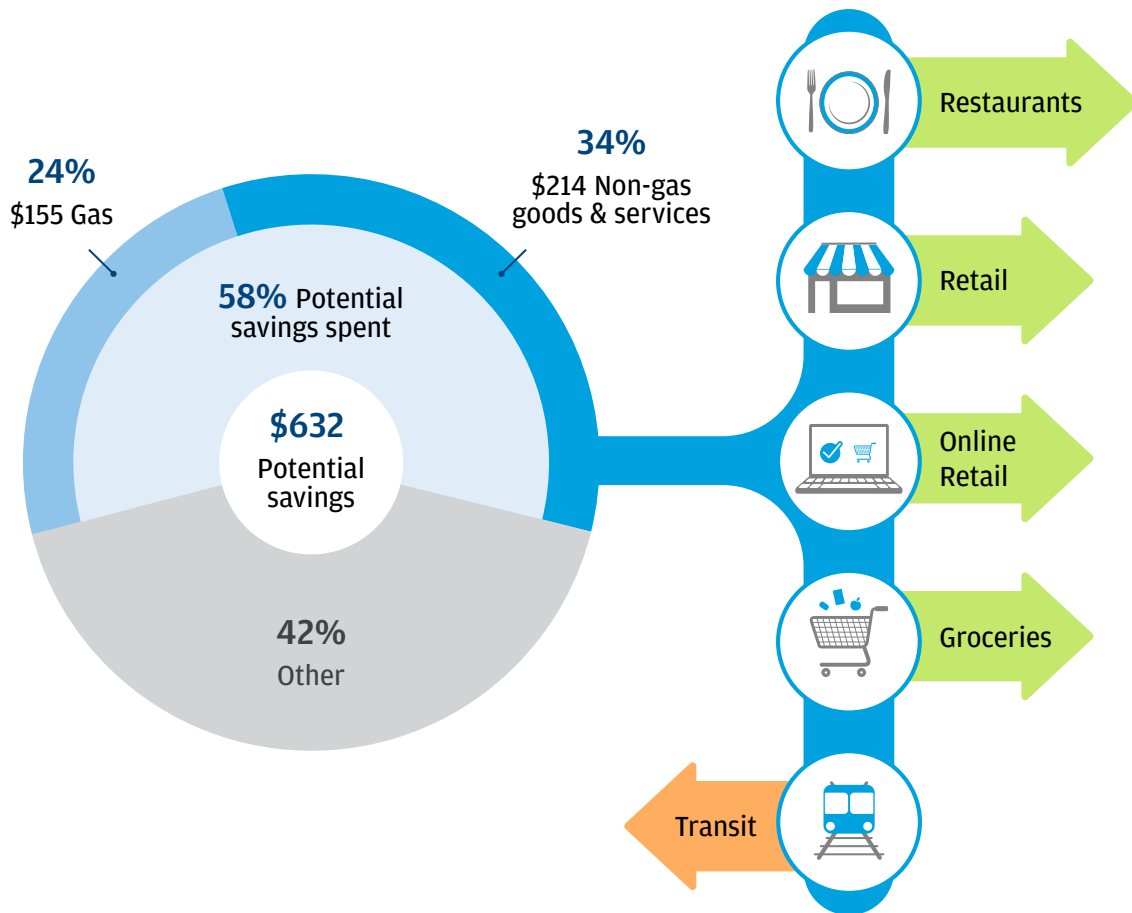 24%
$155 Gas
34%
$214 Non-gas
goods & services
58% Potential
savings spent
$632
Potential
savings
42%
Other
Restaurants
Retail
Online
Retail
Groceries
Transit